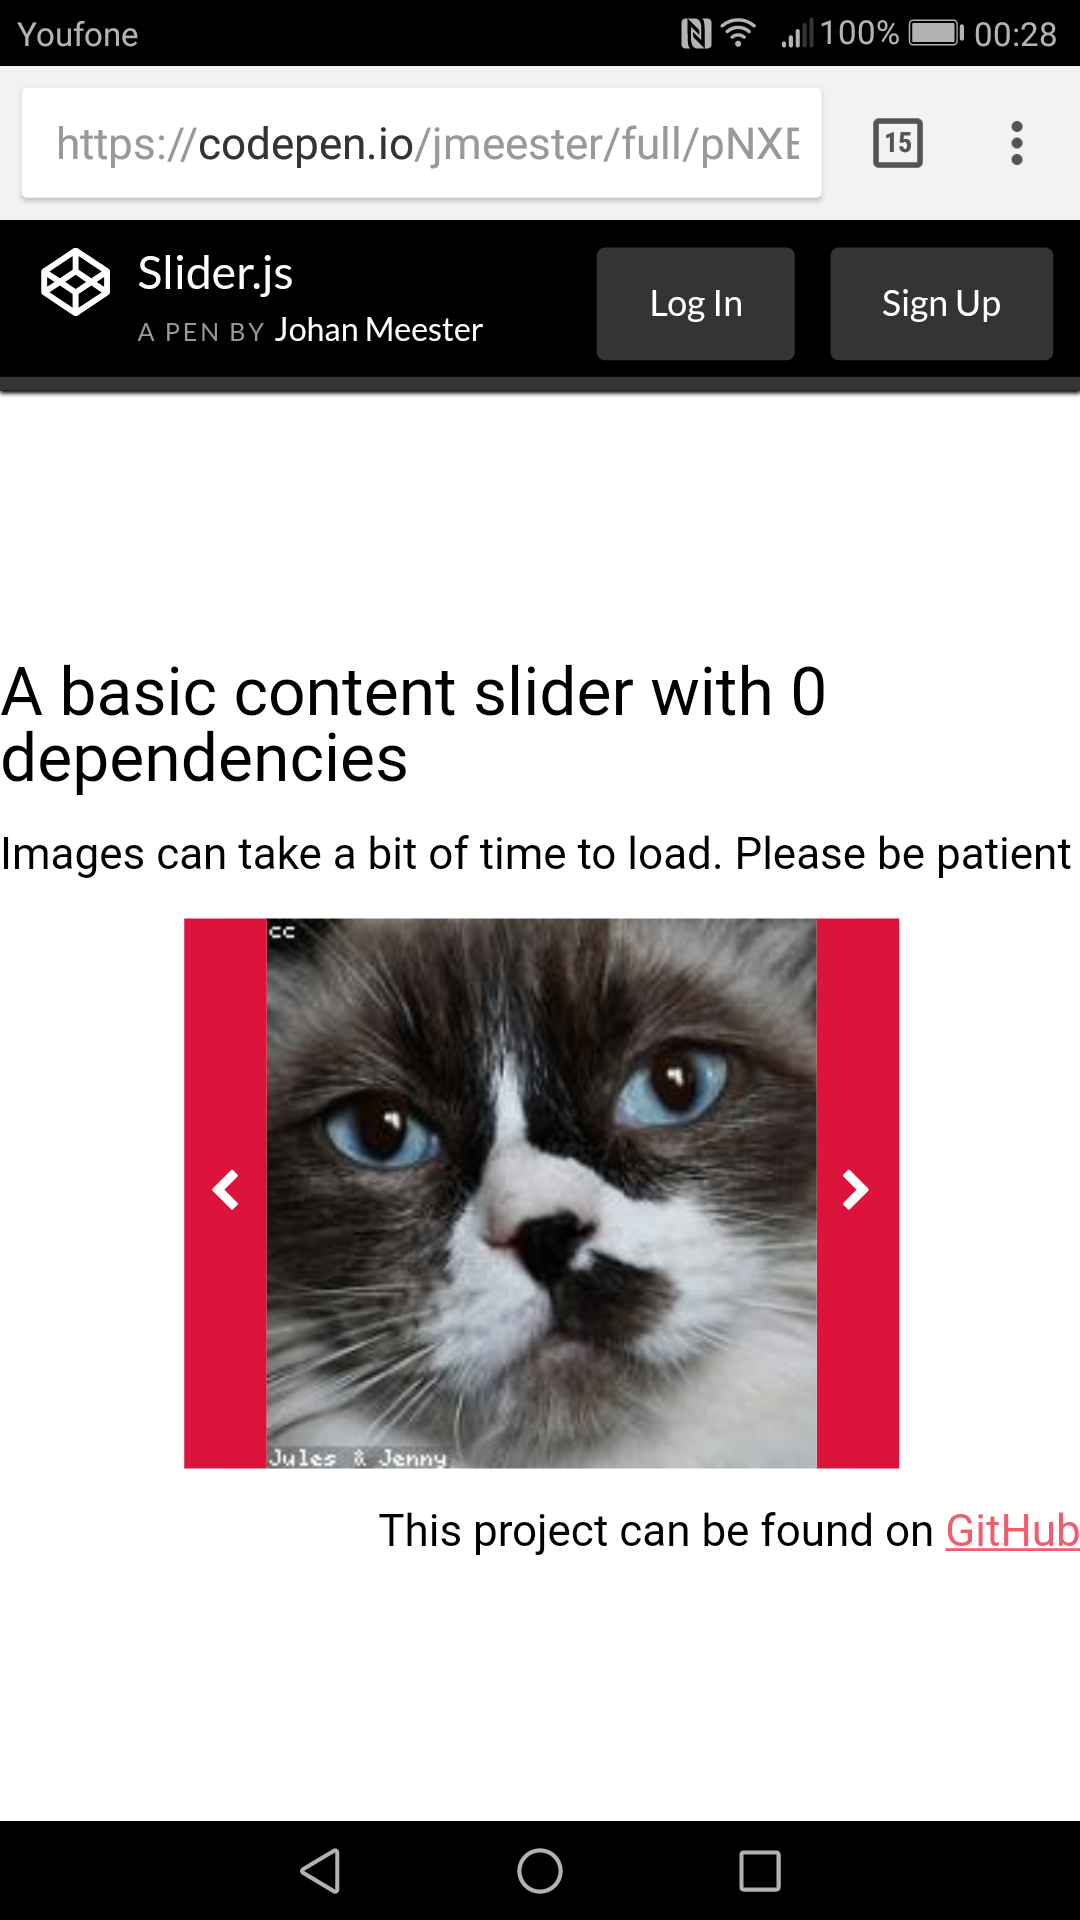 Youfone
100% 00:28
https://codepen.io/jmeester/full/pNXE
15
Slider.js
A PEN BY Johan Meester
Log In
Sign Up
A basic content slider with 0
dependencies
Images can take a bit of time to load. Please be patient
cc
Jules & Jenny
This project can be found on GitHub